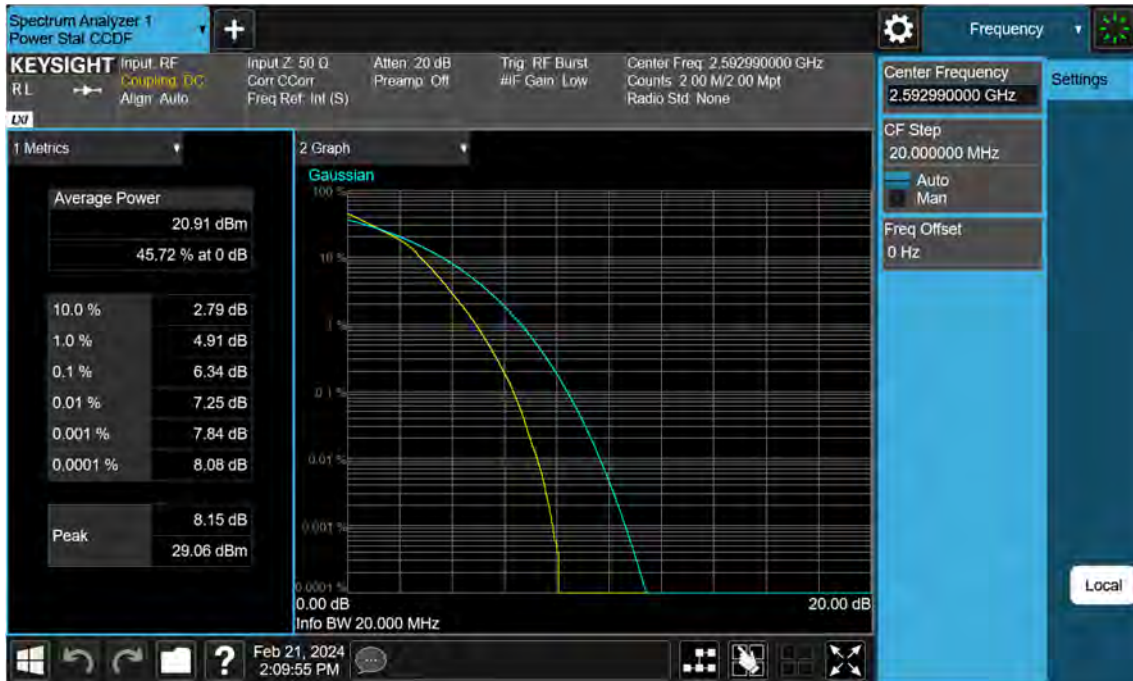 Spectrum Analyzer 1
Power Stat CCDF
Frequency
KEYSIGHT
RL
LXI
Input: RF
Coupling: DC
Align: Auto
Input Z: 50 Ω
Corr CCorr
Freq Ref: Int (S)
Atten: 20 dB
Preamp: Off
Trig: RF Burst
#IF Gain: Low
Center Freq: 2.592990000 GHz
Counts: 2.00 M/2.00 Mpt
Radio Std: None
Center Frequency
2.592990000 GHz
Settings
CF Step
20.000000 MHz
Auto
Man
Freq Offset
0 Hz
1 Metrics
Average Power
20.91 dBm
45.72 % at 0 dB
10.0 % 2.79 dB
1.0 % 4.91 dB
0.1 % 6.34 dB
0.01 % 7.25 dB
0.001 % 7.84 dB
0.0001 % 8.08 dB
Peak
8.15 dB
29.06 dBm
2 Graph
Gaussian
100 %
10 %
1 %
0.1 %
0.01 %
0.001 %
0.0001 %
0.00 dB 20.00 dB
Info BW 20.000 MHz
Local
?
Feb 21, 2024
2:09:55 PM